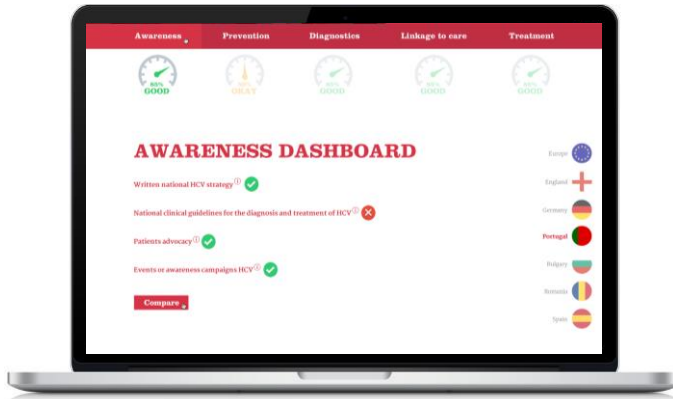 Awareness Prevention Diagnostics Linkage to care Treatment
GOOD OKAY GOOD GOOD GOOD
AWARENESS DASHBOARD
Written national HCV strategy
National clinical guidelines for the diagnosis and treatment of HCV
Patients advocacy
Events or awareness campaigns HCV
Compare
Europe
England
Germany
Portugal
Bulgary
Romania
Spain